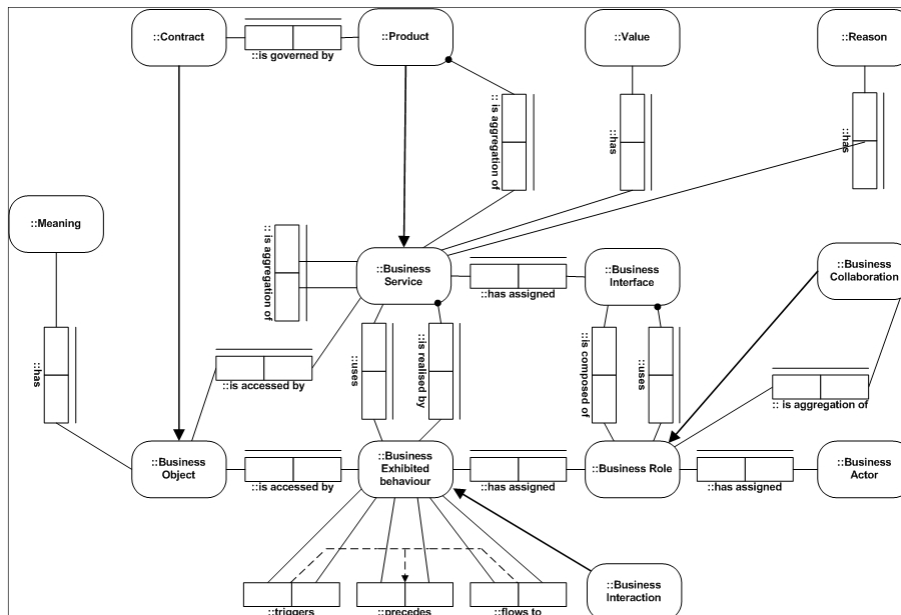 ::Contract
::is governed by
::Product
::Value
::Reason
:: is aggregation of
::has
::has
::Meaning
:: is aggregation of
::Business
Service
::has assigned
::Business
Interface
::Business
Collaboration
::has
::is accessed by
::uses
::is realised by
::is composed of
::uses
:: is aggregation of
::Business
Object
::is accessed by
::Business
Exhibited
behaviour
::has assigned
::Business Role
::has assigned
::Business
Actor
::triggers
::precedes
::flows to
::Business
Interaction